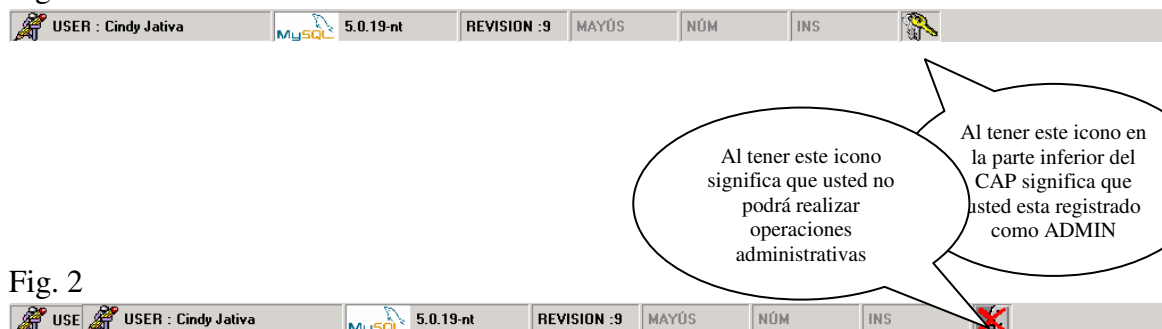 USER : Cindy Jativa MySQL 5.0.19-nt REVISION :9 MAYÚS NÚM INS
Al tener este icono en
la parte inferior del
CAP significa que
usted esta registrado
como ADMIN
Al tener este icono
significa que usted no
podrá realizar
operaciones
administrativas
Fig. 2
USE USER : Cindy Jativa MySQL 5.0.19-nt REVISION :9 MAYÚS NÚM INS